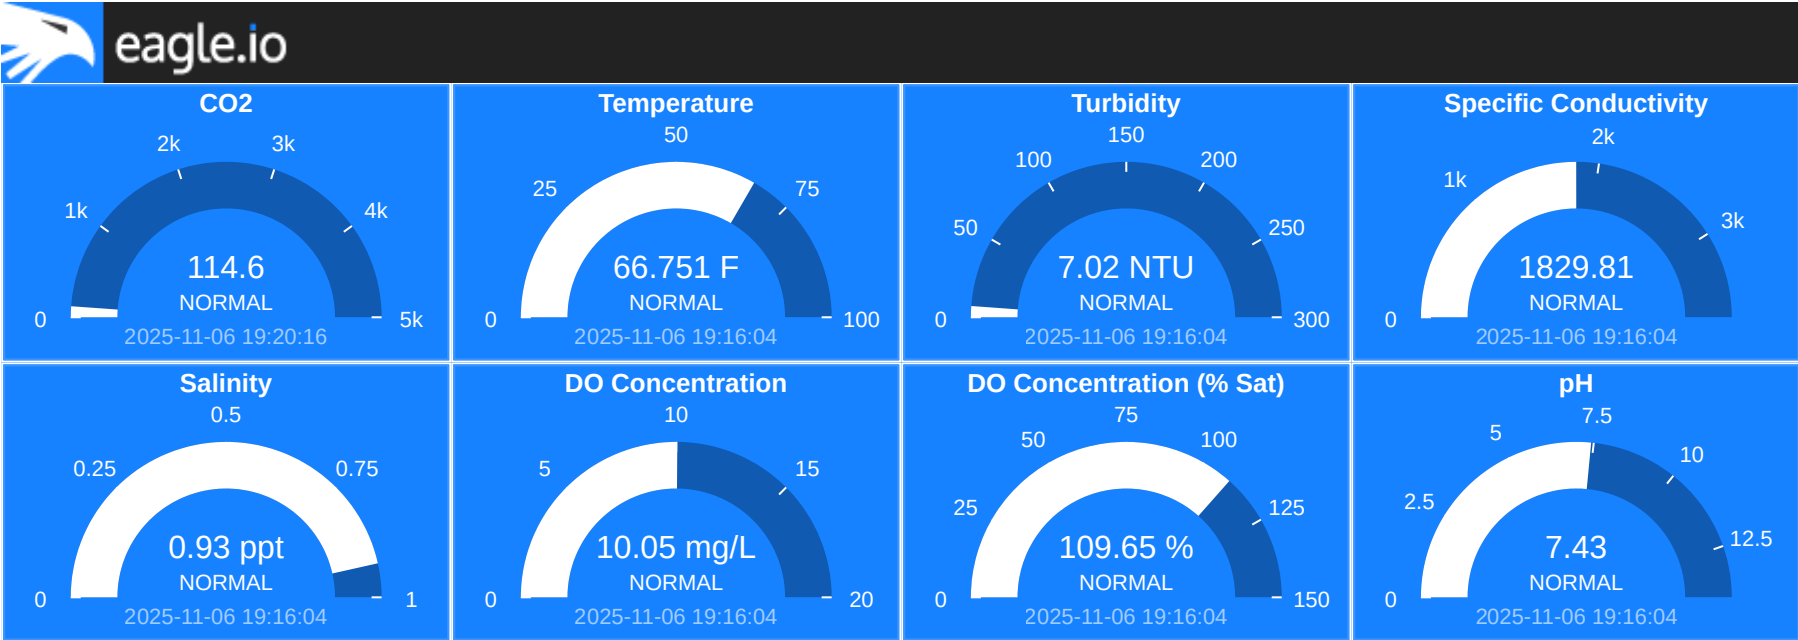 eagle.io
CO2
2k
3k
1k
4k
114.6
NORMAL
0
5k
2025-11-06 19:20:16
Temperature
50
25
75
66.751 F
NORMAL
0
100
2025-11-06 19:16:04
Turbidity
150
100
200
50
250
7.02 NTU
NORMAL
0
300
2025-11-06 19:16:04
Specific Conductivity
2k
1k
3k
1829.81
NORMAL
0
2025-11-06 19:16:04
Salinity
0.5
0.25
0.75
0.93 ppt
NORMAL
0
1
2025-11-06 19:16:04
DO Concentration
10
5
15
10.05 mg/L
NORMAL
0
20
2025-11-06 19:16:04
DO Concentration (% Sat)
75
50
100
25
125
109.65 %
NORMAL
0
150
2025-11-06 19:16:04
pH
7.5
5
10
2.5
12.5
7.43
NORMAL
0
2025-11-06 19:16:04